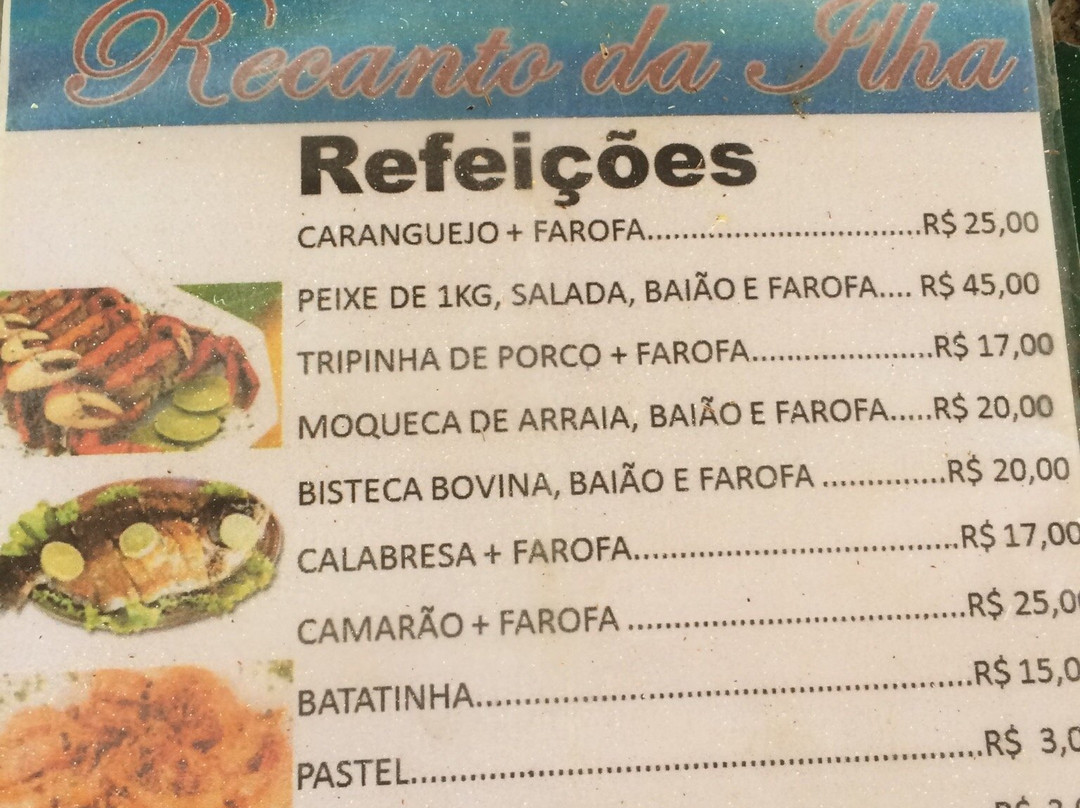 Recanto da Ilha
Refeições
CARANGUEJO + FAROFA................................R$ 25,00
PEIXE DE 1KG, SALADA, BAIÃO E FAROFA.... R$ 45,00
TRIPINHA DE PORCO + FAROFA.....................R$ 17,00
MOQUECA DE ARRAIA, BAIÃO E FAROFA.....R$ 20,00
BISTECA BOVINA, BAIÃO E FAROFA ..............R$ 20,00
CALABRESA + FAROFA.....................................R$ 17,00
CAMARÃO + FAROFA ......................................R$ 25,0
BATATINHA.........................................................R$ 15,0
PASTEL.................................................................R$ 3,0